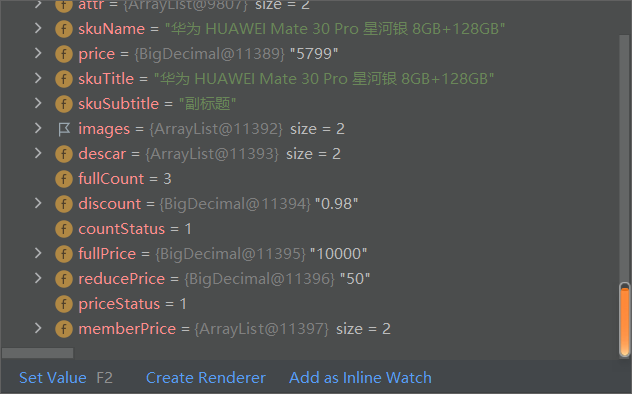 attr = {ArrayList@9807} size = 2
f skuName = "华为 HUAWEI Mate 30 Pro 星河银 8GB+128GB"
f price = {BigDecimal@11389} "5799"
f skuTitle = "华为 HUAWEI Mate 30 Pro 星河银 8GB+128GB"
f skuSubtitle = "副标题"
images = {ArrayList@11392} size = 2
f descar = {ArrayList@11393} size = 2
f fullCount = 3
f discount = {BigDecimal@11394} "0.98"
f countStatus = 1
f fullPrice = {BigDecimal@11395} "10000"
f reducePrice = {BigDecimal@11396} "50"
f priceStatus = 1
f memberPrice = {ArrayList@11397} size = 2
Set Value F2 Create Renderer Add as Inline Watch